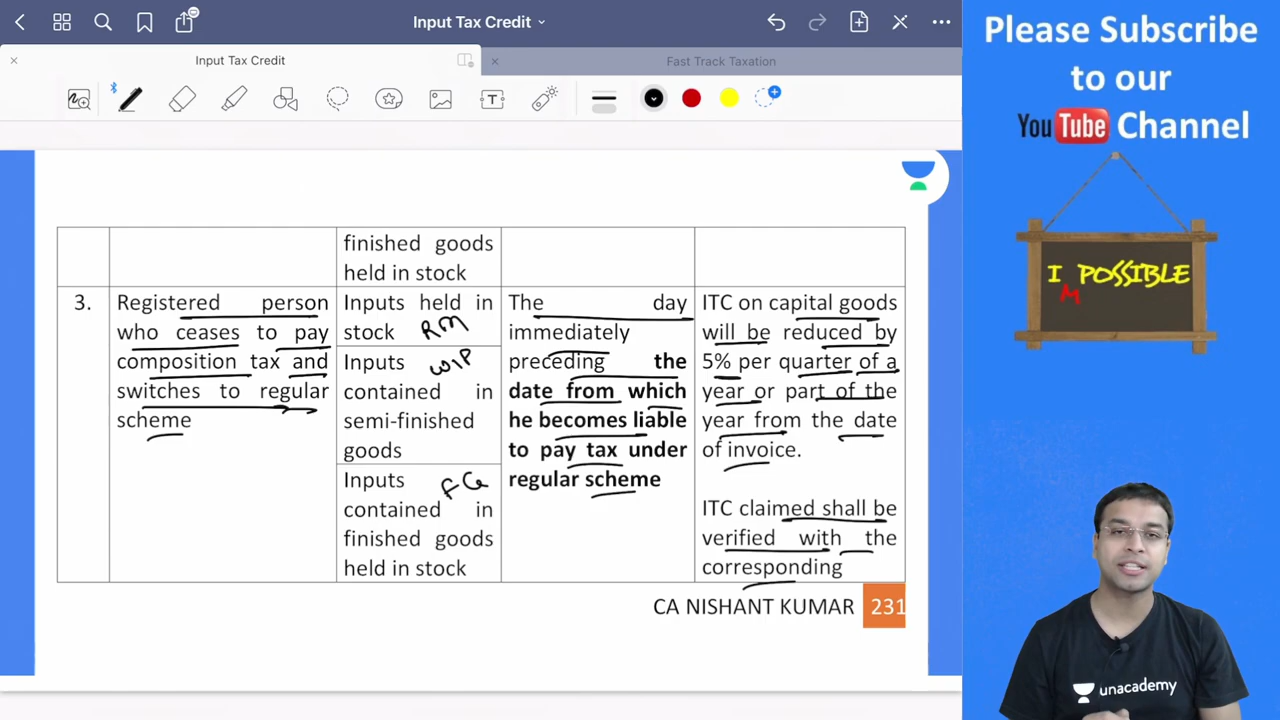 Input Tax Credit
Input Tax Credit
Fast Track Taxation
T
Please Subscribe
to our
YouTube Channel
I POSSIBLE
M
finished goods
held in stock
3.
Registered person
who ceases to pay
composition tax and
switches to regular
scheme
Inputs held in
stock RM
Inputs WIP
contained in
semi-finished
goods
Inputs FG
contained in
finished goods
held in stock
The day
immediately
preceding the
date from which
he becomes liable
to pay tax under
regular scheme
ITC on capital goods
will be reduced by
5% per quarter of a
year or part of the
year from the date
of invoice.
ITC claimed shall be
verified with the
corresponding
CA NISHANT KUMAR 231
unacademy